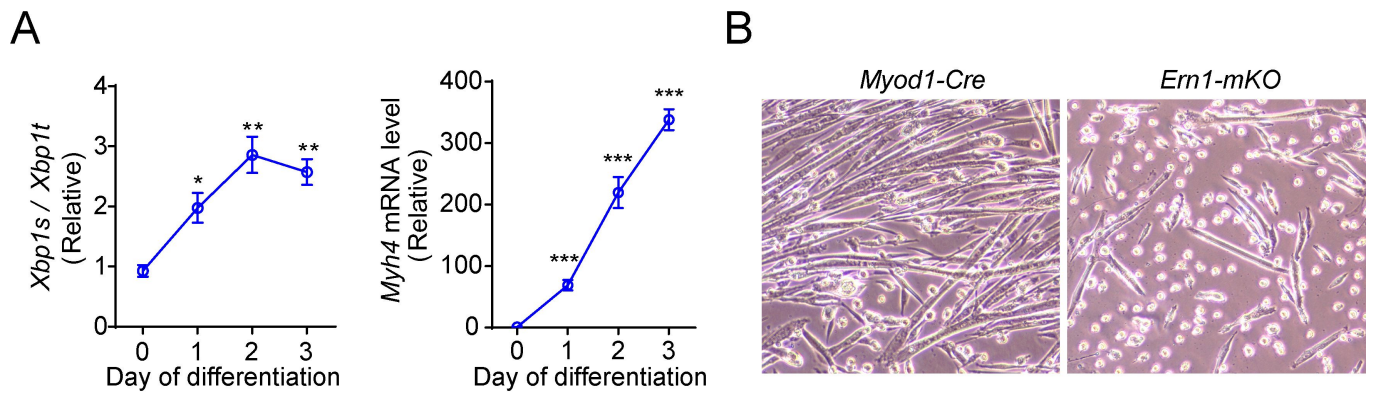 A
B
Xbp1s / Xbp1t
(Relative)
4
3
2
1
0
*
**
**
0 1 2 3
Day of differentiation
Myh4 mRNA level
(Relative)
400
300
200
100
0
***
***
***
0 1 2 3
Day of differentiation
Myod1-Cre
Ern1-mKO